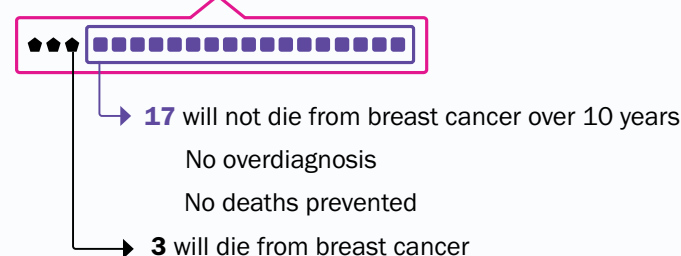 17 will not die from breast cancer over 10 years
No overdiagnosis
No deaths prevented
3 will die from breast cancer